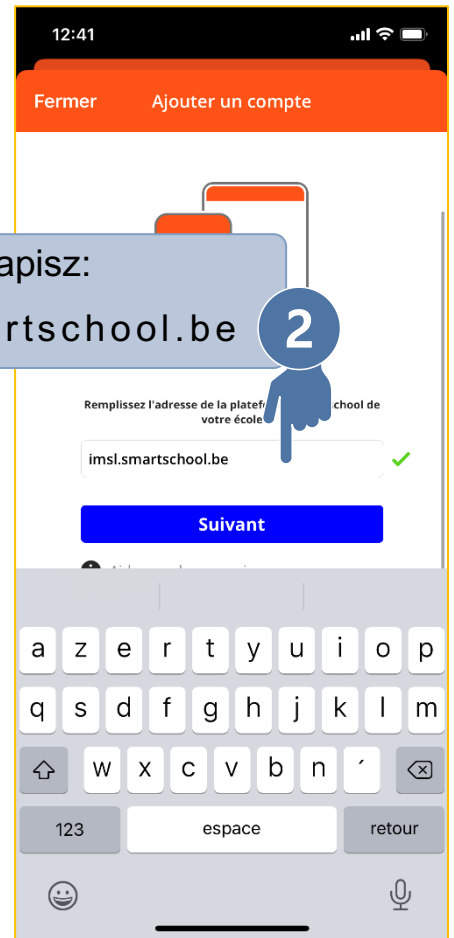 12:41
Fermer
Ajouter un compte
apisz:
rtschool.be
2
Remplissez l'adresse de la platef chool de
votre école
imsl.smartschool.be
Suivant
a z e r t y u i o p
q s d f g h j k l m
w x c v b n ´
123 espace retour